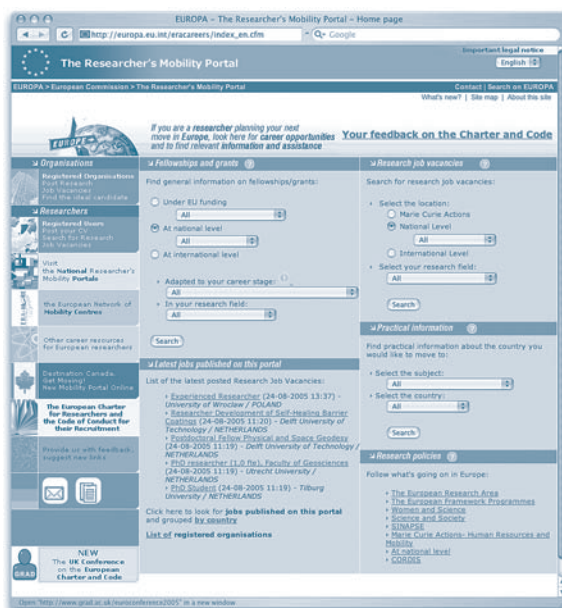 EUROPA – The Researcher's Mobility Portal – Home page
http://europa.eu.int/eracareers/index_en.cfm
Google
Important legal notice
The Researcher's Mobility Portal
English
EUROPA > European Commission > The Researcher's Mobility Portal
Contact | Search on EUROPA
What's new? | Site map | About this site
EUROPE
If you are a researcher planning your next
move in Europe, look here for career opportunities
and to find relevant information and assistance
Your feedback on the Charter and Code
Organisations
Registered Organisations
Post Research
Job Vacancies
Find the ideal candidate
Researchers
Registered Users
Post your CV
Search for Research
Job Vacancies
Visit
the National Researcher's
Mobility Portals
the European Network of
Mobility Centres
Other career resources
for European researchers
Destination Canada.
Get Moving!
New Mobility Portal Online
The European Charter
for Researchers and
the Code of Conduct for
their Recruitment
Provide us with feedback,
suggest new links
NEW
The UK Conference
on the European
Charter and Code
GRAD
Fellowships and grants ?
Find general information on fellowships/grants:
Under EU funding
All
At national level
All
At international level
Adapted to your career stage:
All
In your research field:
All
Search
Latest jobs published on this portal
List of the latest posted Research Job Vacancies:
Experienced Researcher (24-08-2005 13:37) -
University of Wroclaw / POLAND
Researcher Development of Self-Healing Barrier
Coatings (24-08-2005 11:20) - Delft University of
Technology / NETHERLANDS
Postdoctoral Fellow Physical and Space Geodesy
(24-08-2005 11:19) - Delft University of Technology
/ NETHERLANDS
PhD researcher (1,0 fte), Faculty of Geosciences
(24-08-2005 11:19) - Utrecht University /
NETHERLANDS
PhD Student (24-08-2005 11:19) - Tilburg
University / NETHERLANDS
Click here to look for jobs published on this portal
and grouped by country
List of registered organisations
Research job vacancies ?
Search for research job vacancies:
Select the location:
Marie Curie Actions
National Level
All
International Level
Select your research field:
All
Search
Practical information ?
Find practical information about the country you
would like to move to:
Select the subject:
All
Select the country:
All
Search
Research policies ?
Follow what's going on in Europe:
The European Research Area
The European Framework Programmes
Women and Science
Science and Society
SINAPSE
Marie Curie Actions- Human Resources and
Mobility
At national level
CORDIS
Open "http://www.grad.ac.uk/euroconference2005" in a new window